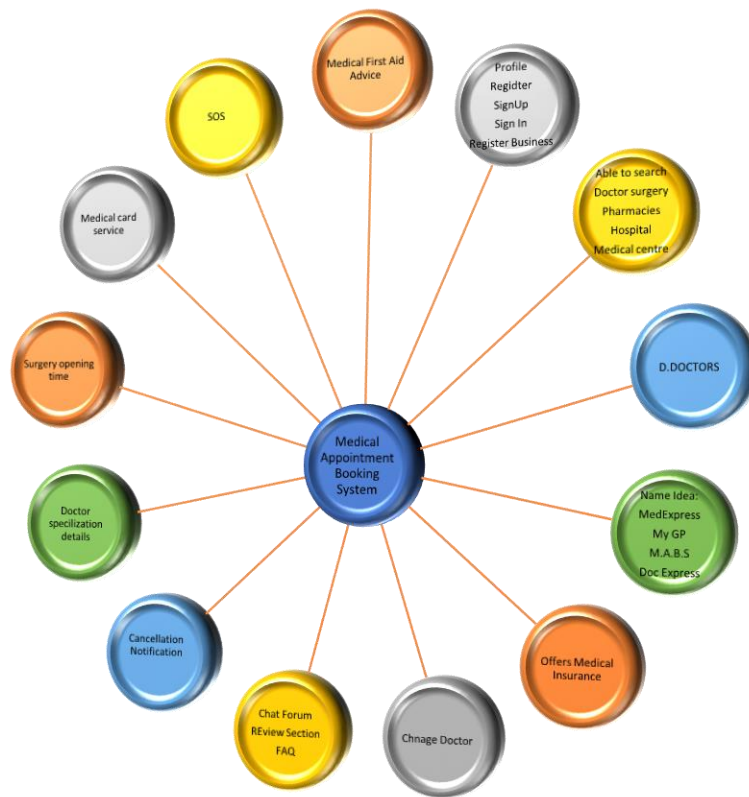 Medical First Aid
Advice
Profile
Regidter
SignUp
Sign In
Register Business
Able to search
Doctor surgery
Pharmacies
Hospital
Medical centre
D.DOCTORS
Name Idea:
MedExpress
My GP
M.A.B.S
Doc Express
Offers Medical
Insurance
Chnage Doctor
Chat Forum
REview Section
FAQ
Cancellation
Notification
Doctor
specilization
details
Surgery opening
time
Medical card
service
SOS
Medical
Appointment
Booking
System